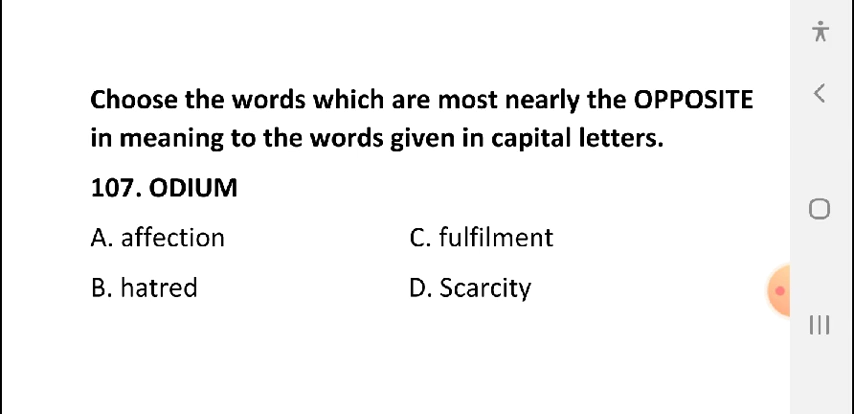 Choose the words which are most nearly the OPPOSITE
in meaning to the words given in capital letters.
107. ODIUM
A. affection C. fulfilment
B. hatred D. Scarcity